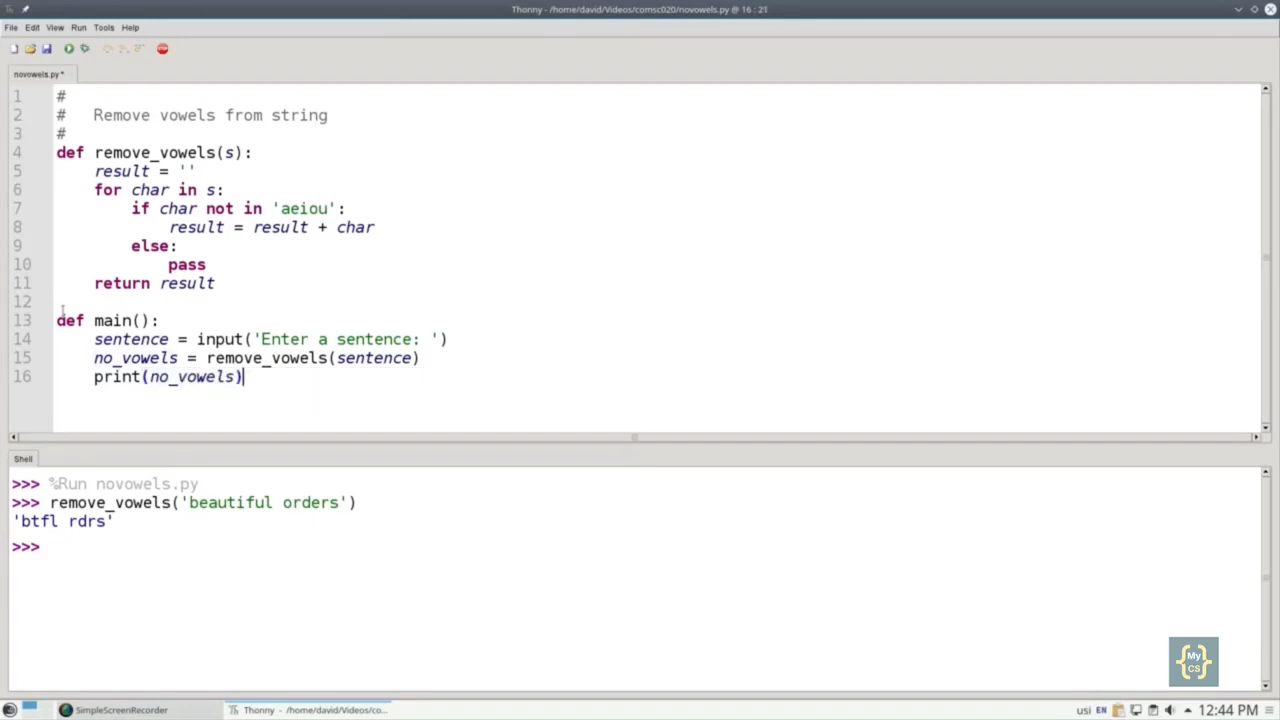 Thonny - /home/david/Videos/comsc020/novowels.py @ 16 : 21
File Edit View Run Tools Help
novowels.py *
1 #
2 #   Remove vowels from string
3 #
4 def remove_vowels(s):
5     result = ''
6     for char in s:
7         if char not in 'aeiou':
8             result = result + char
9         else:
10             pass
11     return result
12
13 def main():
14     sentence = input('Enter a sentence: ')
15     no_vowels = remove_vowels(sentence)
16     print(no_vowels)
Shell
>>> %Run novowels.py
>>> remove_vowels('beautiful orders')
'btfl rdrs'
>>>
{My CS}
SimpleScreenRecorder
Thonny - /home/david/Videos/co...
usi EN 12:44 PM